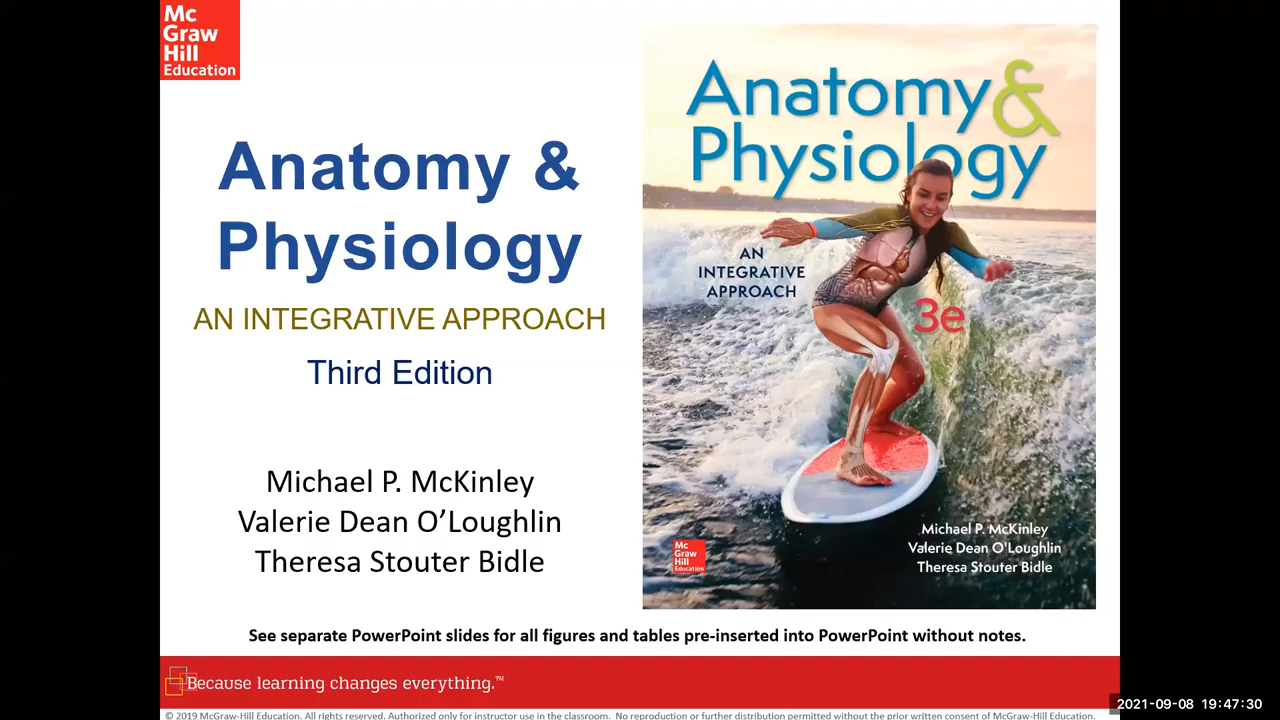 Mc
Graw
Hill
Education
Anatomy &
Physiology
AN INTEGRATIVE APPROACH
Third Edition
Michael P. McKinley
Valerie Dean O’Loughlin
Theresa Stouter Bidle
Anatomy &
Physiology
AN
INTEGRATIVE
APPROACH
3e
Michael P. McKinley
Valerie Dean O'Loughlin
Theresa Stouter Bidle
Mc
Graw
Hill
Education
See separate PowerPoint slides for all figures and tables pre-inserted into PowerPoint without notes.
Because learning changes everything.™
© 2019 McGraw-Hill Education. All rights reserved. Authorized only for instructor use in the classroom. No reproduction or further distribution permitted without the prior written consent of McGraw-Hill Education.
2021-09-08 19:47:30